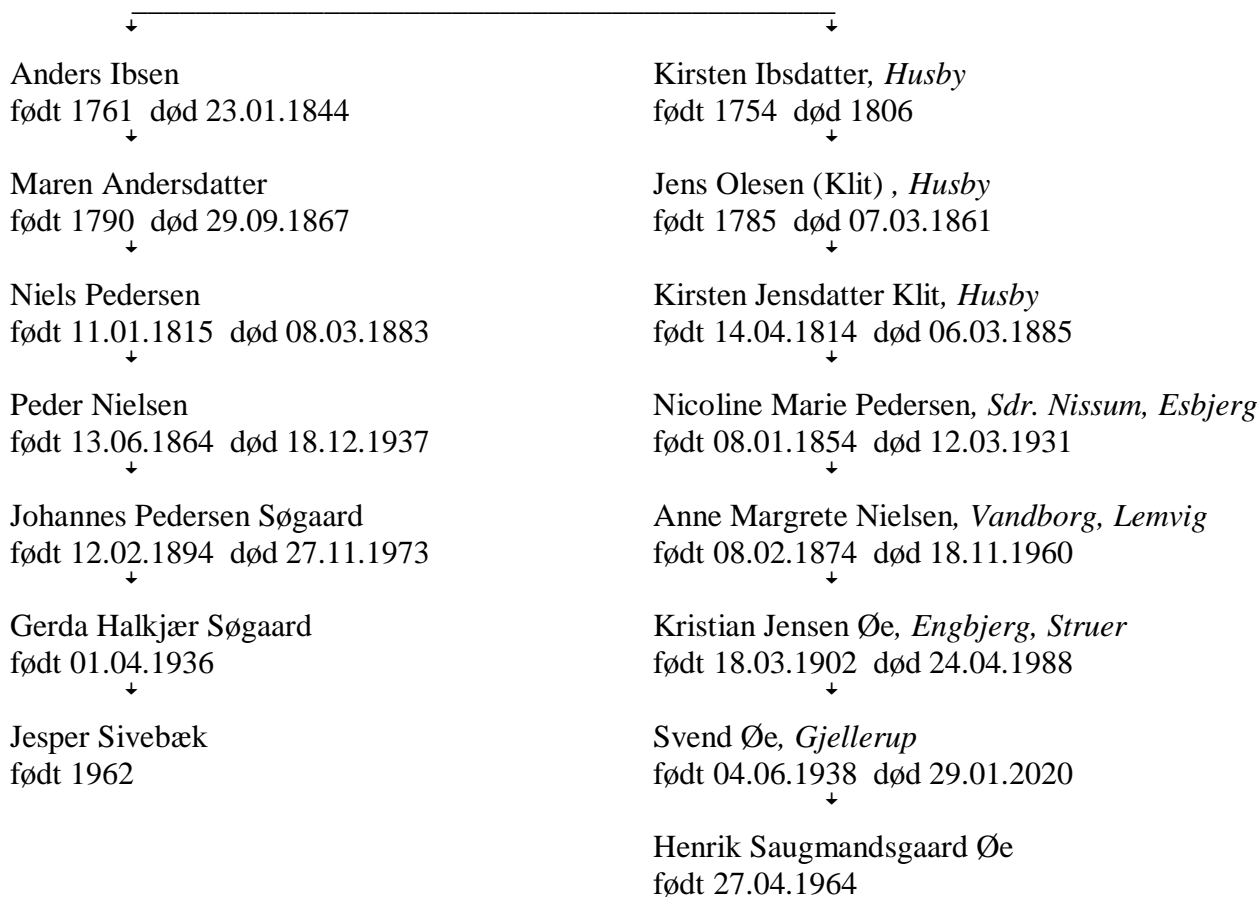 Anders Ibsen
født 1761  død 23.01.1844
Maren Andersdatter
født 1790  død 29.09.1867
Niels Pedersen
født 11.01.1815  død 08.03.1883
Peder Nielsen
født 13.06.1864  død 18.12.1937
Johannes Pedersen Søgaard
født 12.02.1894  død 27.11.1973
Gerda Halkjær Søgaard
født 01.04.1936
Jesper Sivebæk
født 1962
Kirsten Ibsdatter, Husby
født 1754  død 1806
Jens Olesen (Klit) , Husby
født 1785  død 07.03.1861
Kirsten Jensdatter Klit, Husby
født 14.04.1814  død 06.03.1885
Nicoline Marie Pedersen, Sdr. Nissum, Esbjerg
født 08.01.1854  død 12.03.1931
Anne Margrete Nielsen, Vandborg, Lemvig
født 08.02.1874  død 18.11.1960
Kristian Jensen Øe, Engbjerg, Struer
født 18.03.1902  død 24.04.1988
Svend Øe, Gjellerup
født 04.06.1938  død 29.01.2020
Henrik Saugmandsgaard Øe
født 27.04.1964